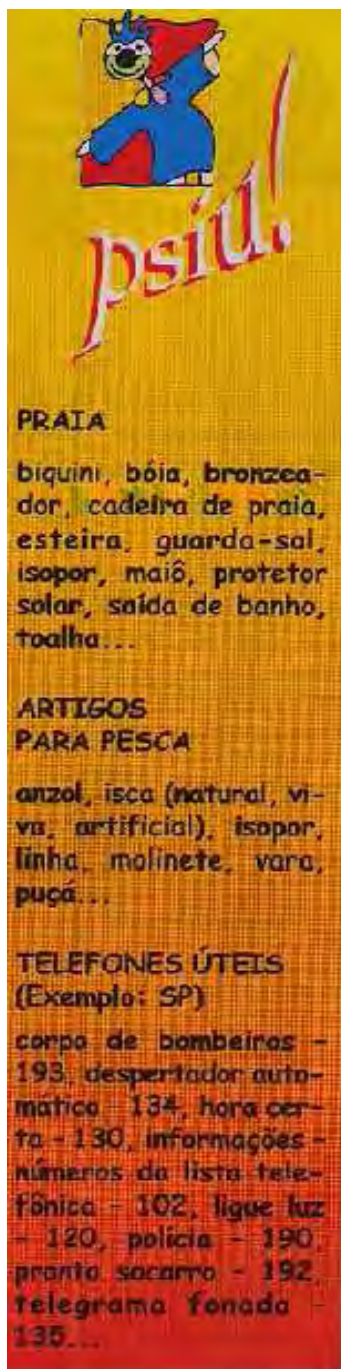 psiu!
PRAIA
biquini, bóia, bronzea-
dor, cadeira de praia,
esteira, guarda-sol,
isopor, maiô, protetor
solar, saída de banho,
toalha...
ARTIGOS
PARA PESCA
anzol, isca (natural, vi-
va, artificial), isopor,
linha, molinete, vara,
puçá...
TELEFONES ÚTEIS
(Exemplo: SP)
corpo de bombeiros -
193, despertador auto-
mático - 134, hora cer-
ta - 130, informações -
números da lista tele-
fônica - 102, ligue luz
- 120, polícia - 190,
pronto socorro - 192,
telegrama fonado -
135...